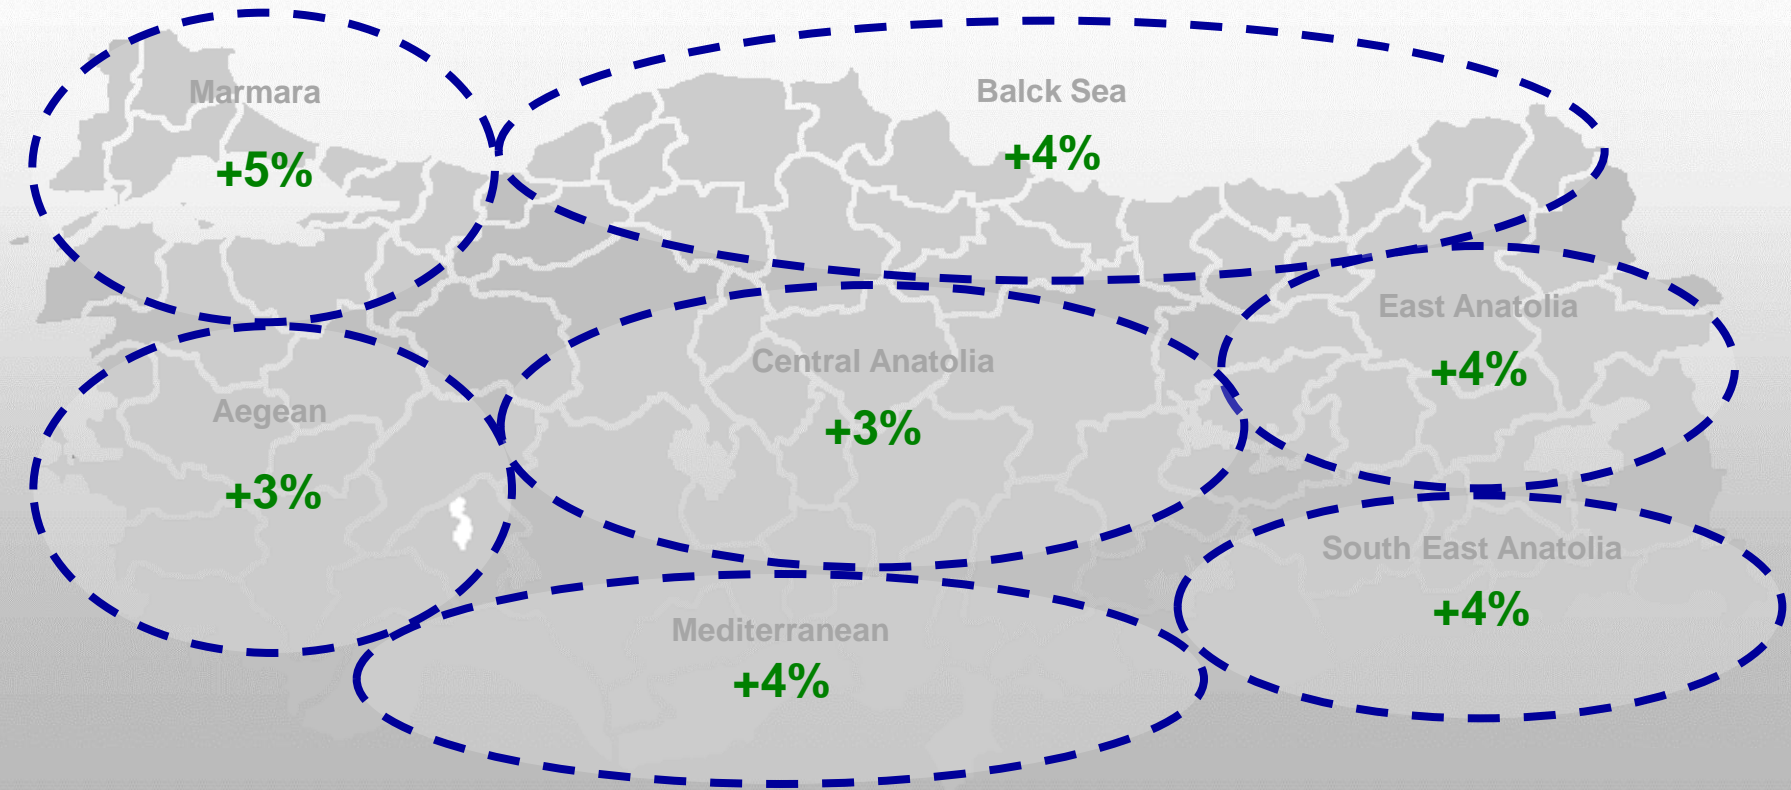 Marmara
+5%
Balck Sea
+4%
East Anatolia
+4%
Central Anatolia
+3%
Aegean
+3%
South East Anatolia
+4%
Mediterranean
+4%